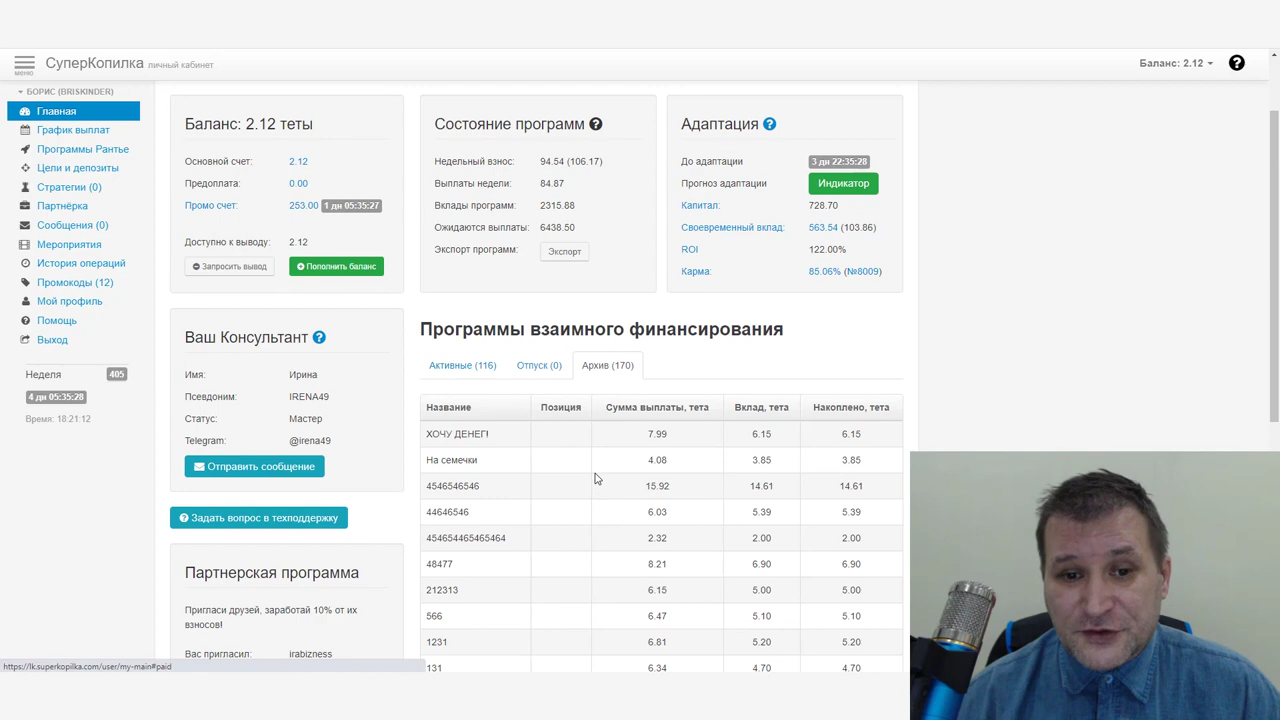 СуперКопилка личный кабинет
меню
Баланс: 2.12
БОРИС (BRISKINDER)
Главная
График выплат
Программы Рантье
Цели и депозиты
Стратегии (0)
Партнёрка
Сообщения (0)
Мероприятия
История операций
Промокоды (12)
Мой профиль
Помощь
Выход
Неделя 405
4 дн 05:35:28
Время: 18:21:12
Баланс: 2.12 теты
Основной счет: 2.12
Предоплата: 0.00
Промо счет: 253.00 1 дн 05:35:27
Доступно к выводу: 2.12
Запросить вывод Пополнить баланс
Состояние программ
Недельный взнос: 94.54 (106.17)
Выплаты недели: 84.87
Вклады программ: 2315.88
Ожидаются выплаты: 6438.50
Экспорт программ: Экспорт
Адаптация
До адаптации 3 дн 22:35:28
Прогноз адаптации Индикатор
Капитал: 728.70
Своевременный вклад: 563.54 (103.86)
ROI 122.00%
Карма: 85.06% (№8009)
Ваш Консультант
Имя: Ирина
Псевдоним: IRENA49
Статус: Мастер
Telegram: @irena49
Отправить сообщение
Задать вопрос в техподдержку
Партнерская программа
Пригласи друзей, заработай 10% от их
взносов!
Вас пригласил: irabizness
Программы взаимного финансирования
Активные (116) Отпуск (0) Архив (170)
Название Позиция Сумма выплаты, тета Вклад, тета Накоплено, тета
ХОЧУ ДЕНЕГ! 7.99 6.15 6.15
На семечки 4.08 3.85 3.85
4546546546 15.92 14.61 14.61
44646546 6.03 5.39 5.39
454654465465464 2.32 2.00 2.00
48477 8.21 6.90 6.90
212313 6.15 5.00 5.00
566 6.47 5.10 5.10
1231 6.81 5.20 5.20
131 6.34 4.70 4.70
https://lk.superkopilka.com/user/my-main#paid